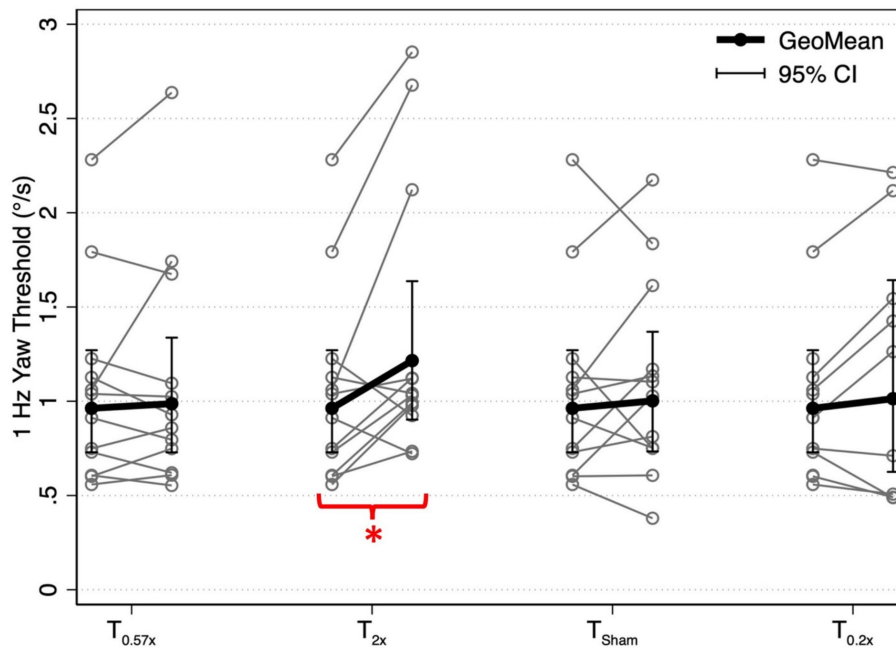 3
GeoMean
95% CI
2.5
2
1.5
1
.5
0
1 Hz Yaw Threshold (°/s)
*
T0.57x
T2x
TSham
T0.2x